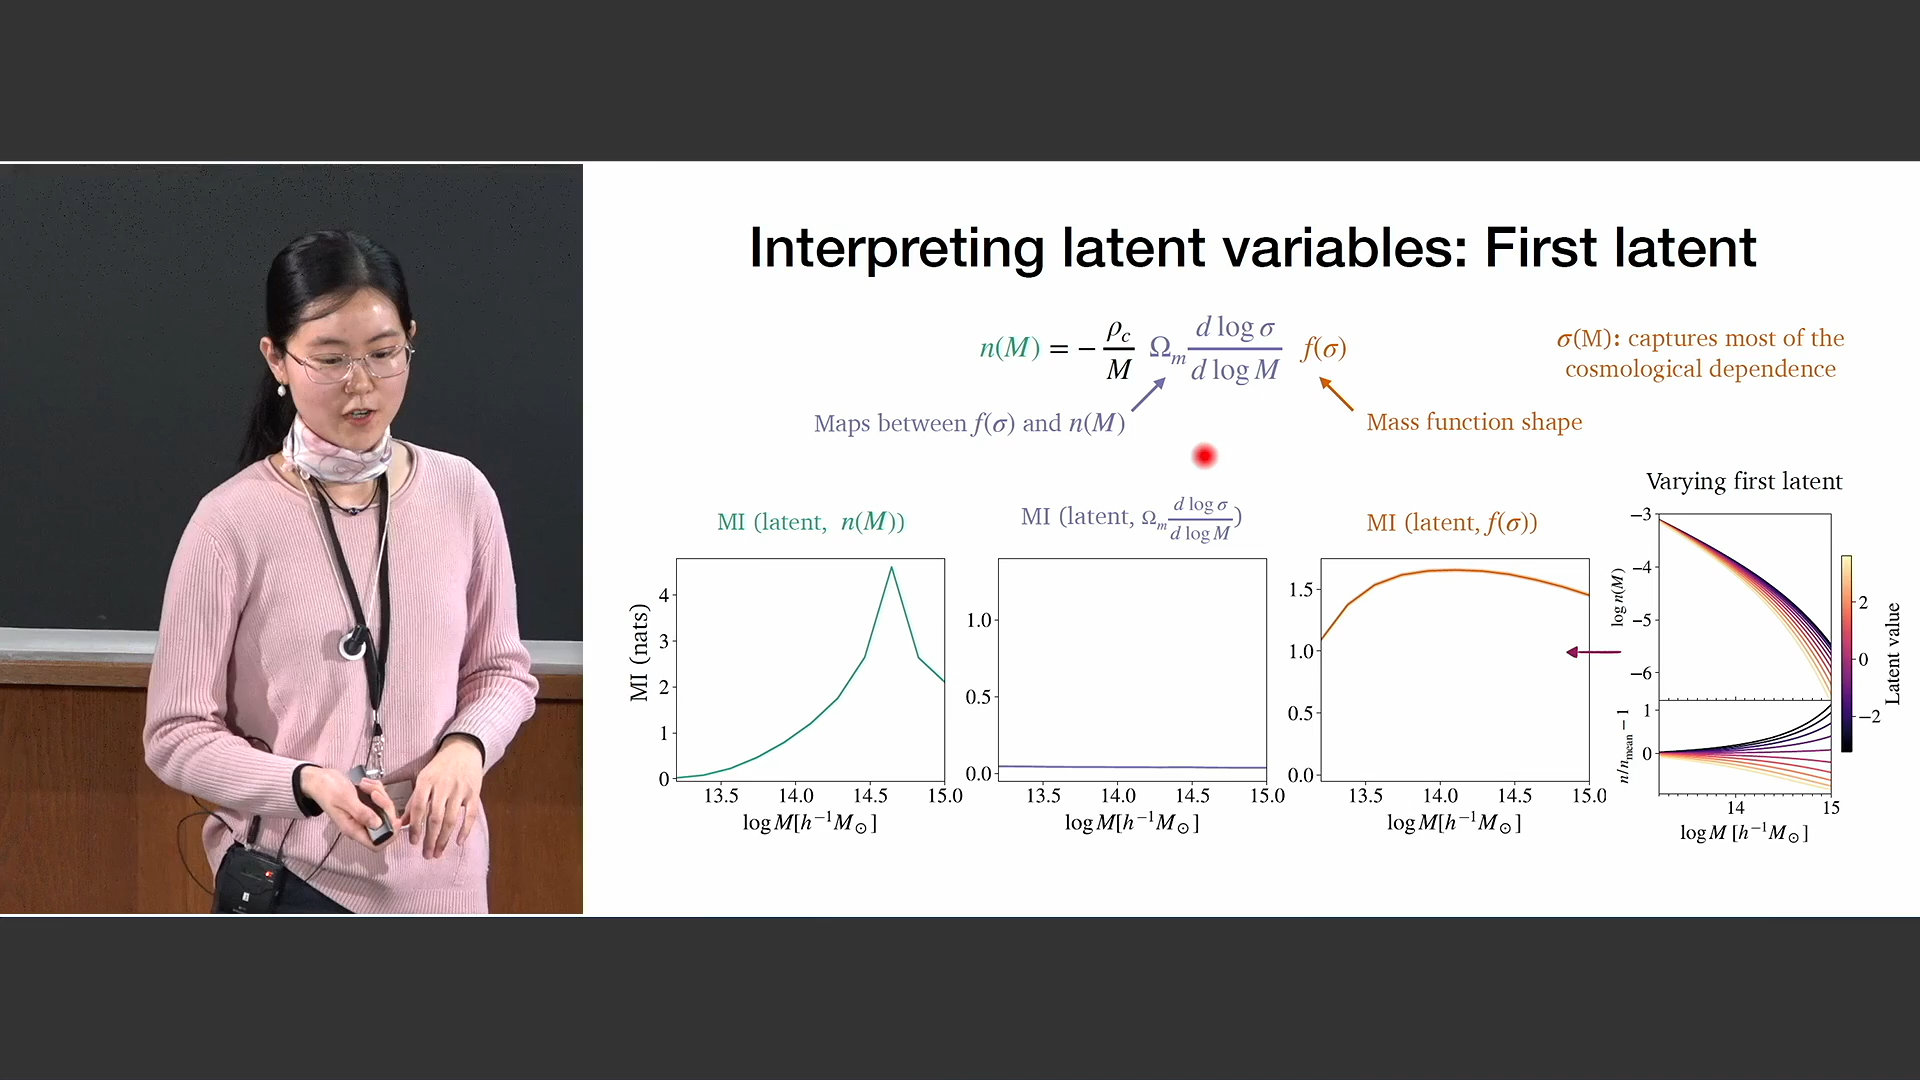 Interpreting latent variables: First latent
n(M) = − ρc/M Ωm d log σ/d log M f(σ)
σ(M): captures most of the
cosmological dependence
Maps between f(σ) and n(M)
Mass function shape
Varying first latent
MI (latent, n(M))
MI (latent, Ωm d log σ/d log M)
MI (latent, f(σ))
MI (nats)
4
3
2
1
0
13.5 14.0 14.5 15.0
log M[h⁻¹M⊙]
1.0
0.5
0.0
13.5 14.0 14.5 15.0
log M[h⁻¹M⊙]
1.5
1.0
0.5
0.0
13.5 14.0 14.5 15.0
log M[h⁻¹M⊙]
log n(M)
−3
−4
−5
−6
n/nmean − 1
1
0
14 15
log M [h⁻¹M⊙]
2
0
−2
Latent value